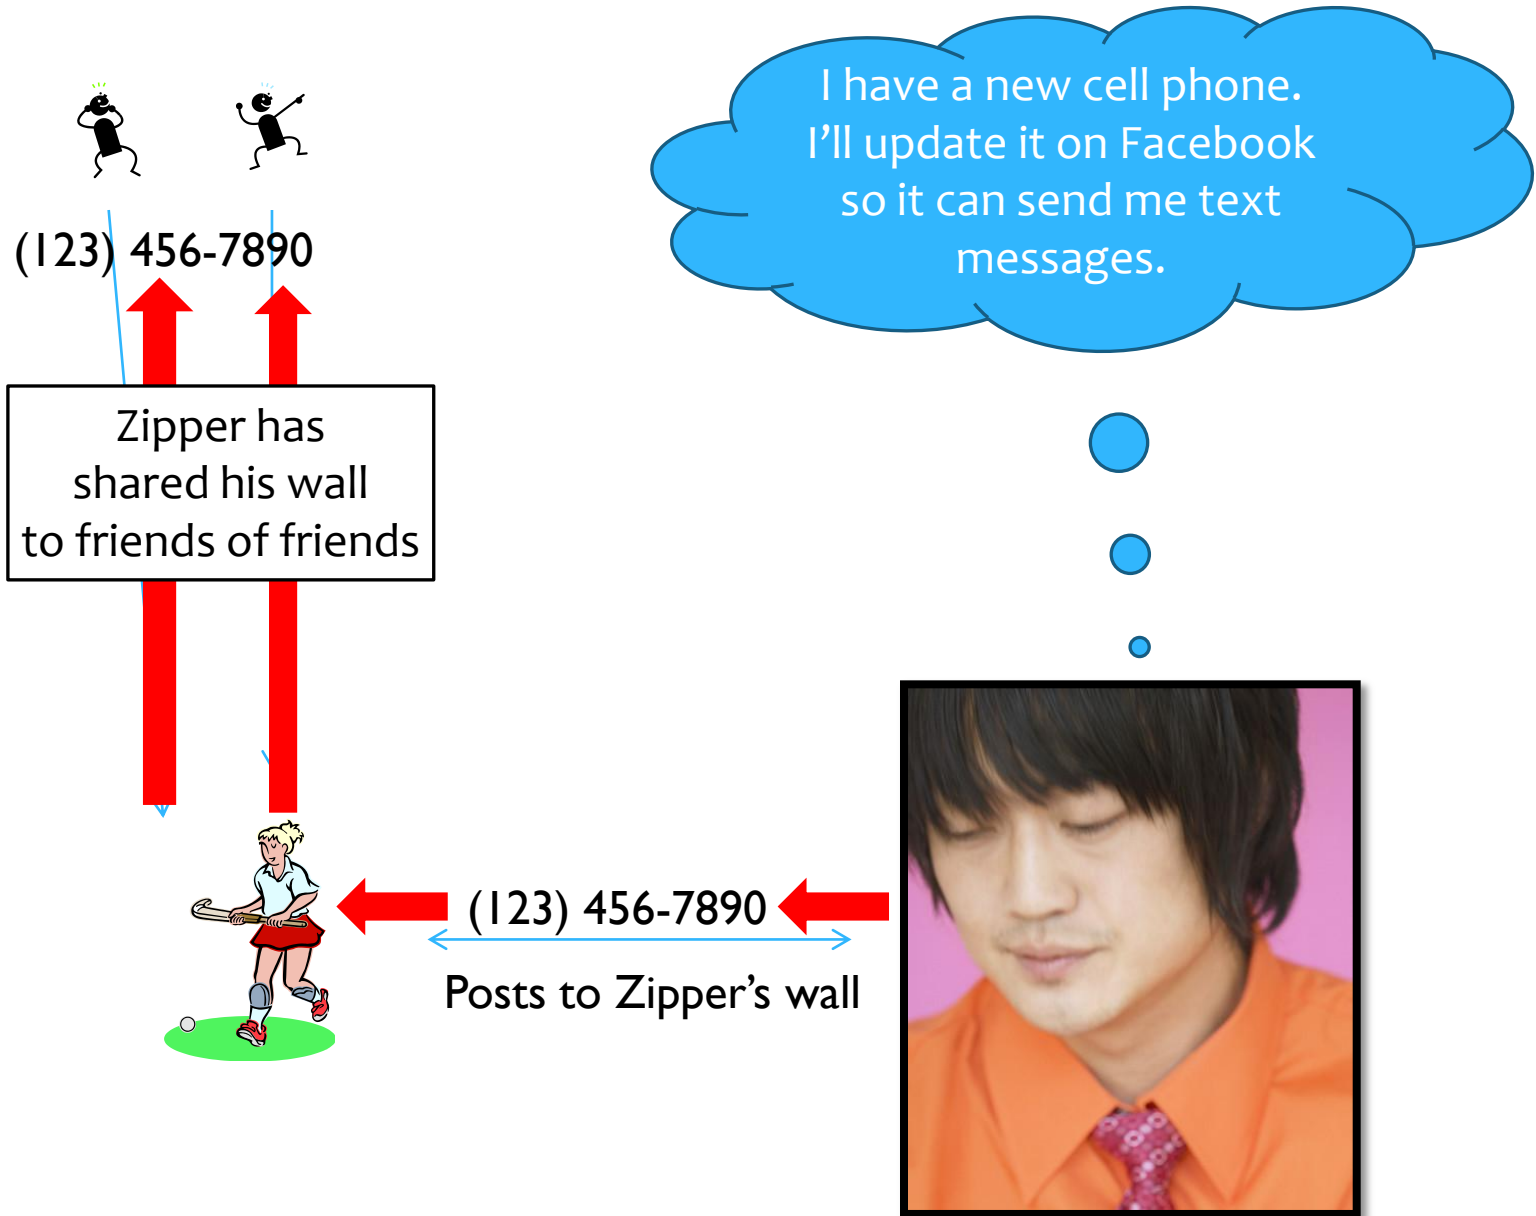 I have a new cell phone.
I’ll update it on Facebook
so it can send me text
messages.
(123) 456-7890
Zipper has
shared his wall
to friends of friends
(123) 456-7890
Posts to Zipper’s wall